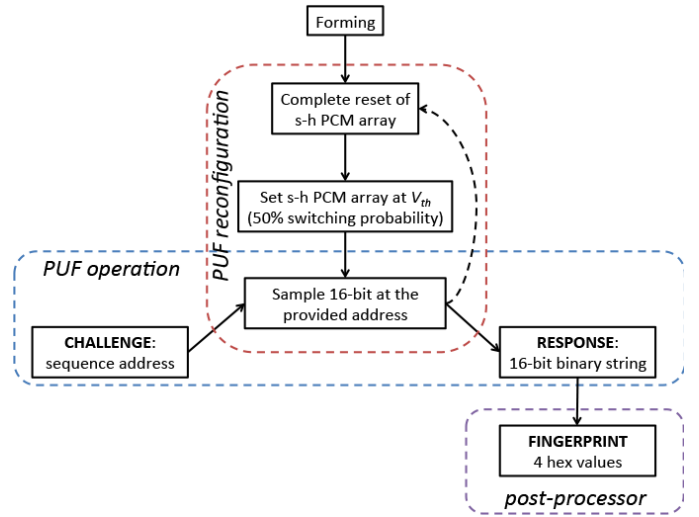 Forming
Complete reset of
s-h PCM array
PUF reconfiguration
Set s-h PCM array at Vth
(50% switching probability)
PUF operation
Sample 16-bit at the
provided address
CHALLENGE:
sequence address
RESPONSE:
16-bit binary string
FINGERPRINT
4 hex values
post-processor